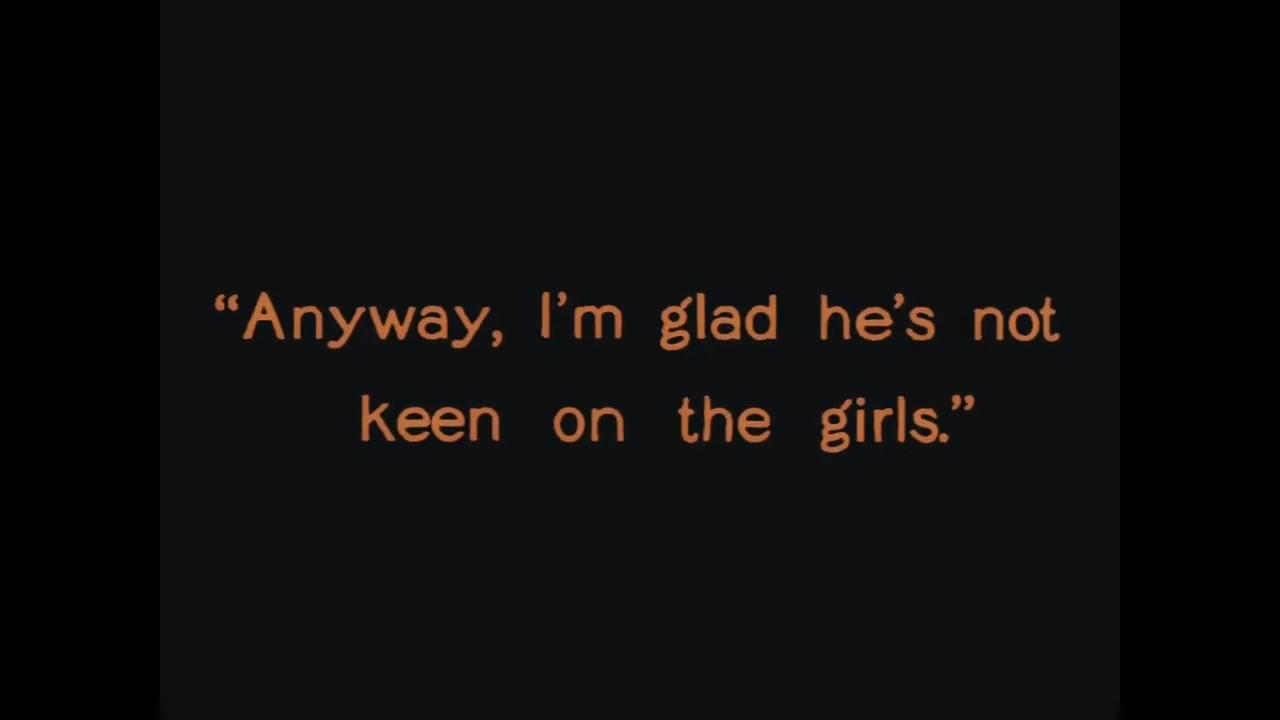 “Anyway, I’m glad he’s not
keen on the girls.”